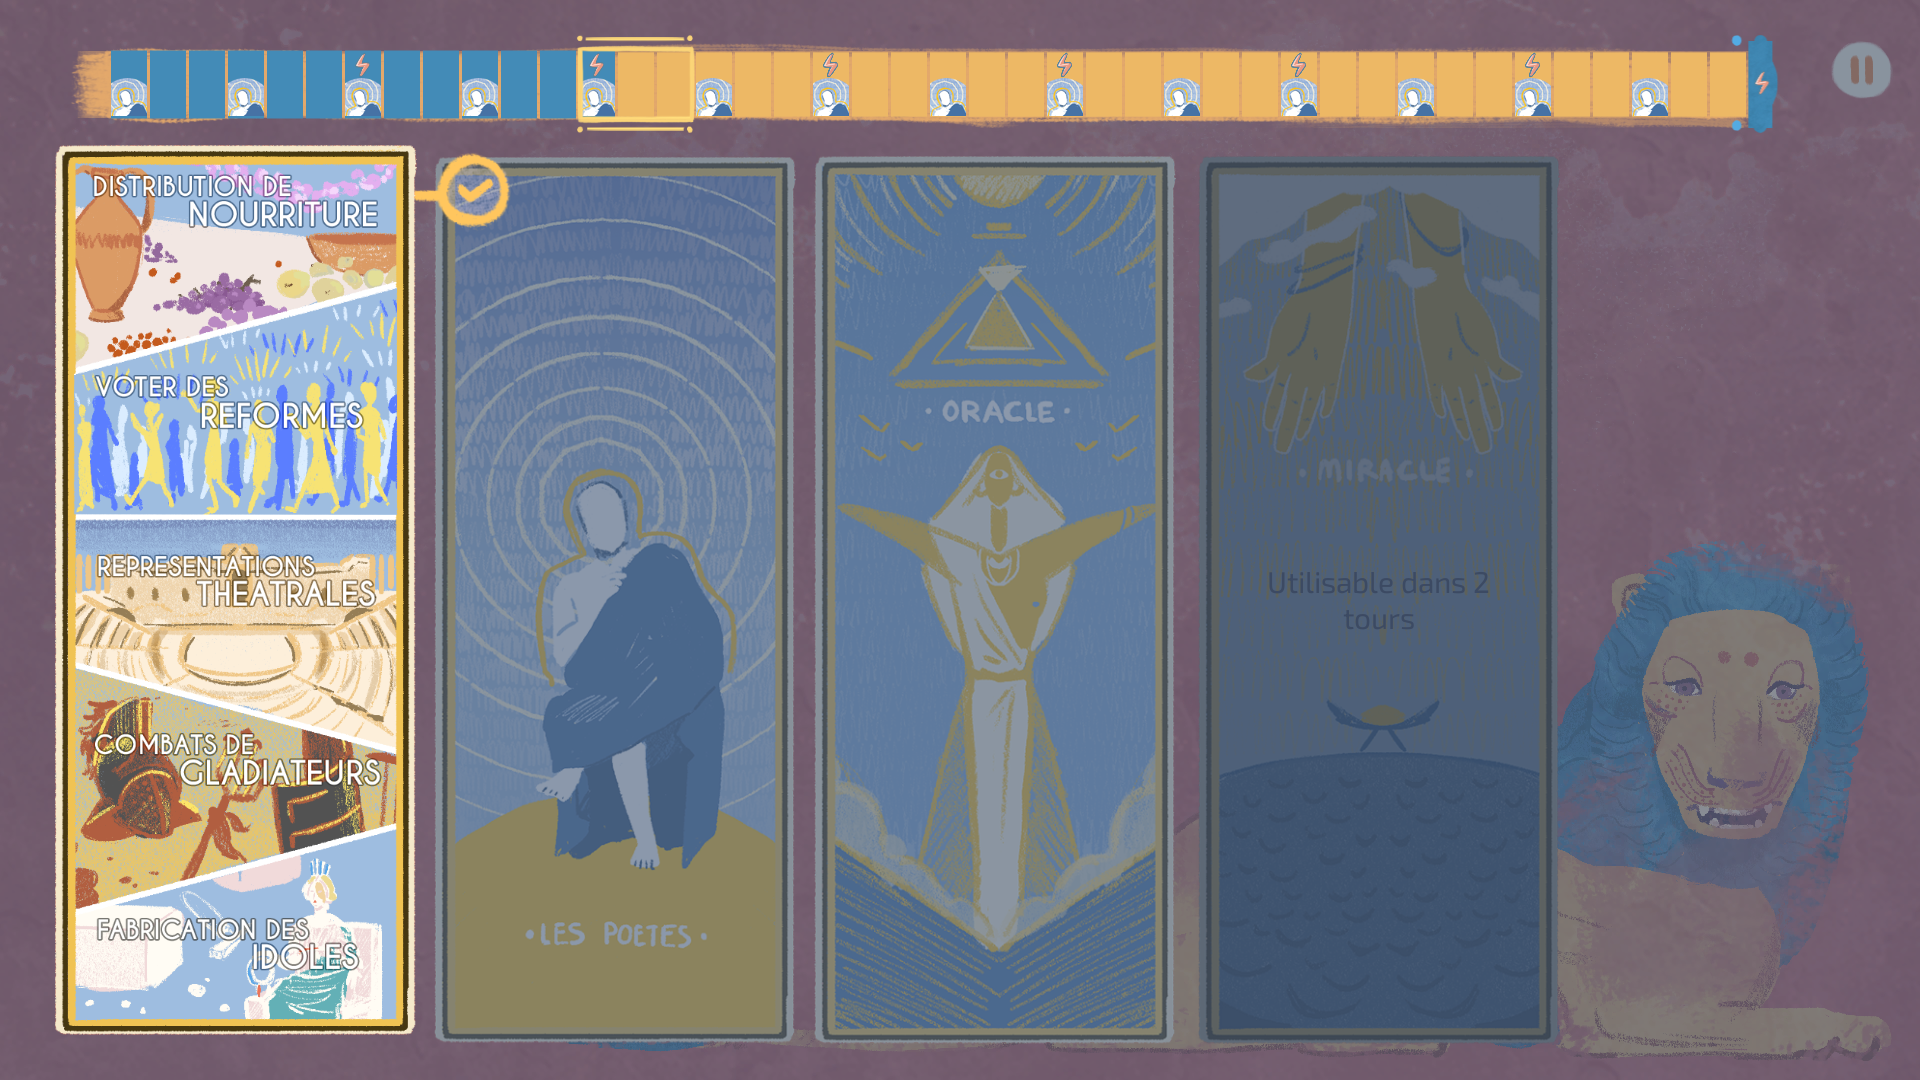 DISTRIBUTION DE
NOURRITURE
VOTER DES
REFORMES
REPRESENTATIONS
THEATRALES
COMBATS DE
GLADIATEURS
FABRICATION DES
IDOLES
• LES POETES •
• ORACLE •
• MIRACLE •
Utilisable dans 2
tours